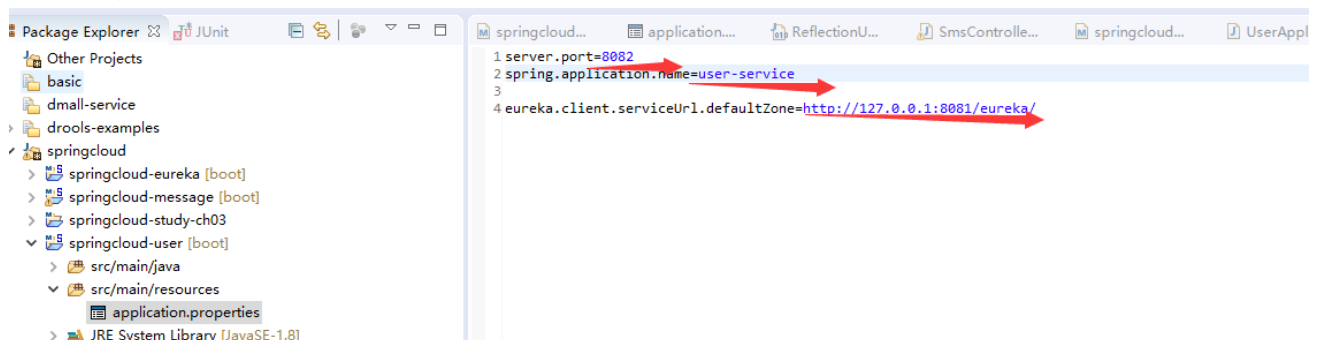 Package Explorer
JUnit
Other Projects
basic
dmall-service
drools-examples
springcloud
springcloud-eureka [boot]
springcloud-message [boot]
springcloud-study-ch03
springcloud-user [boot]
src/main/java
src/main/resources
application.properties
JRE System Library [JavaSE-1.8]
springcloud...
application....
ReflectionU...
SmsControlle...
springcloud...
UserAppl
1 server.port=8082
2 spring.application.name=user-service
3
4 eureka.client.serviceUrl.defaultZone=http://127.0.0.1:8081/eureka/